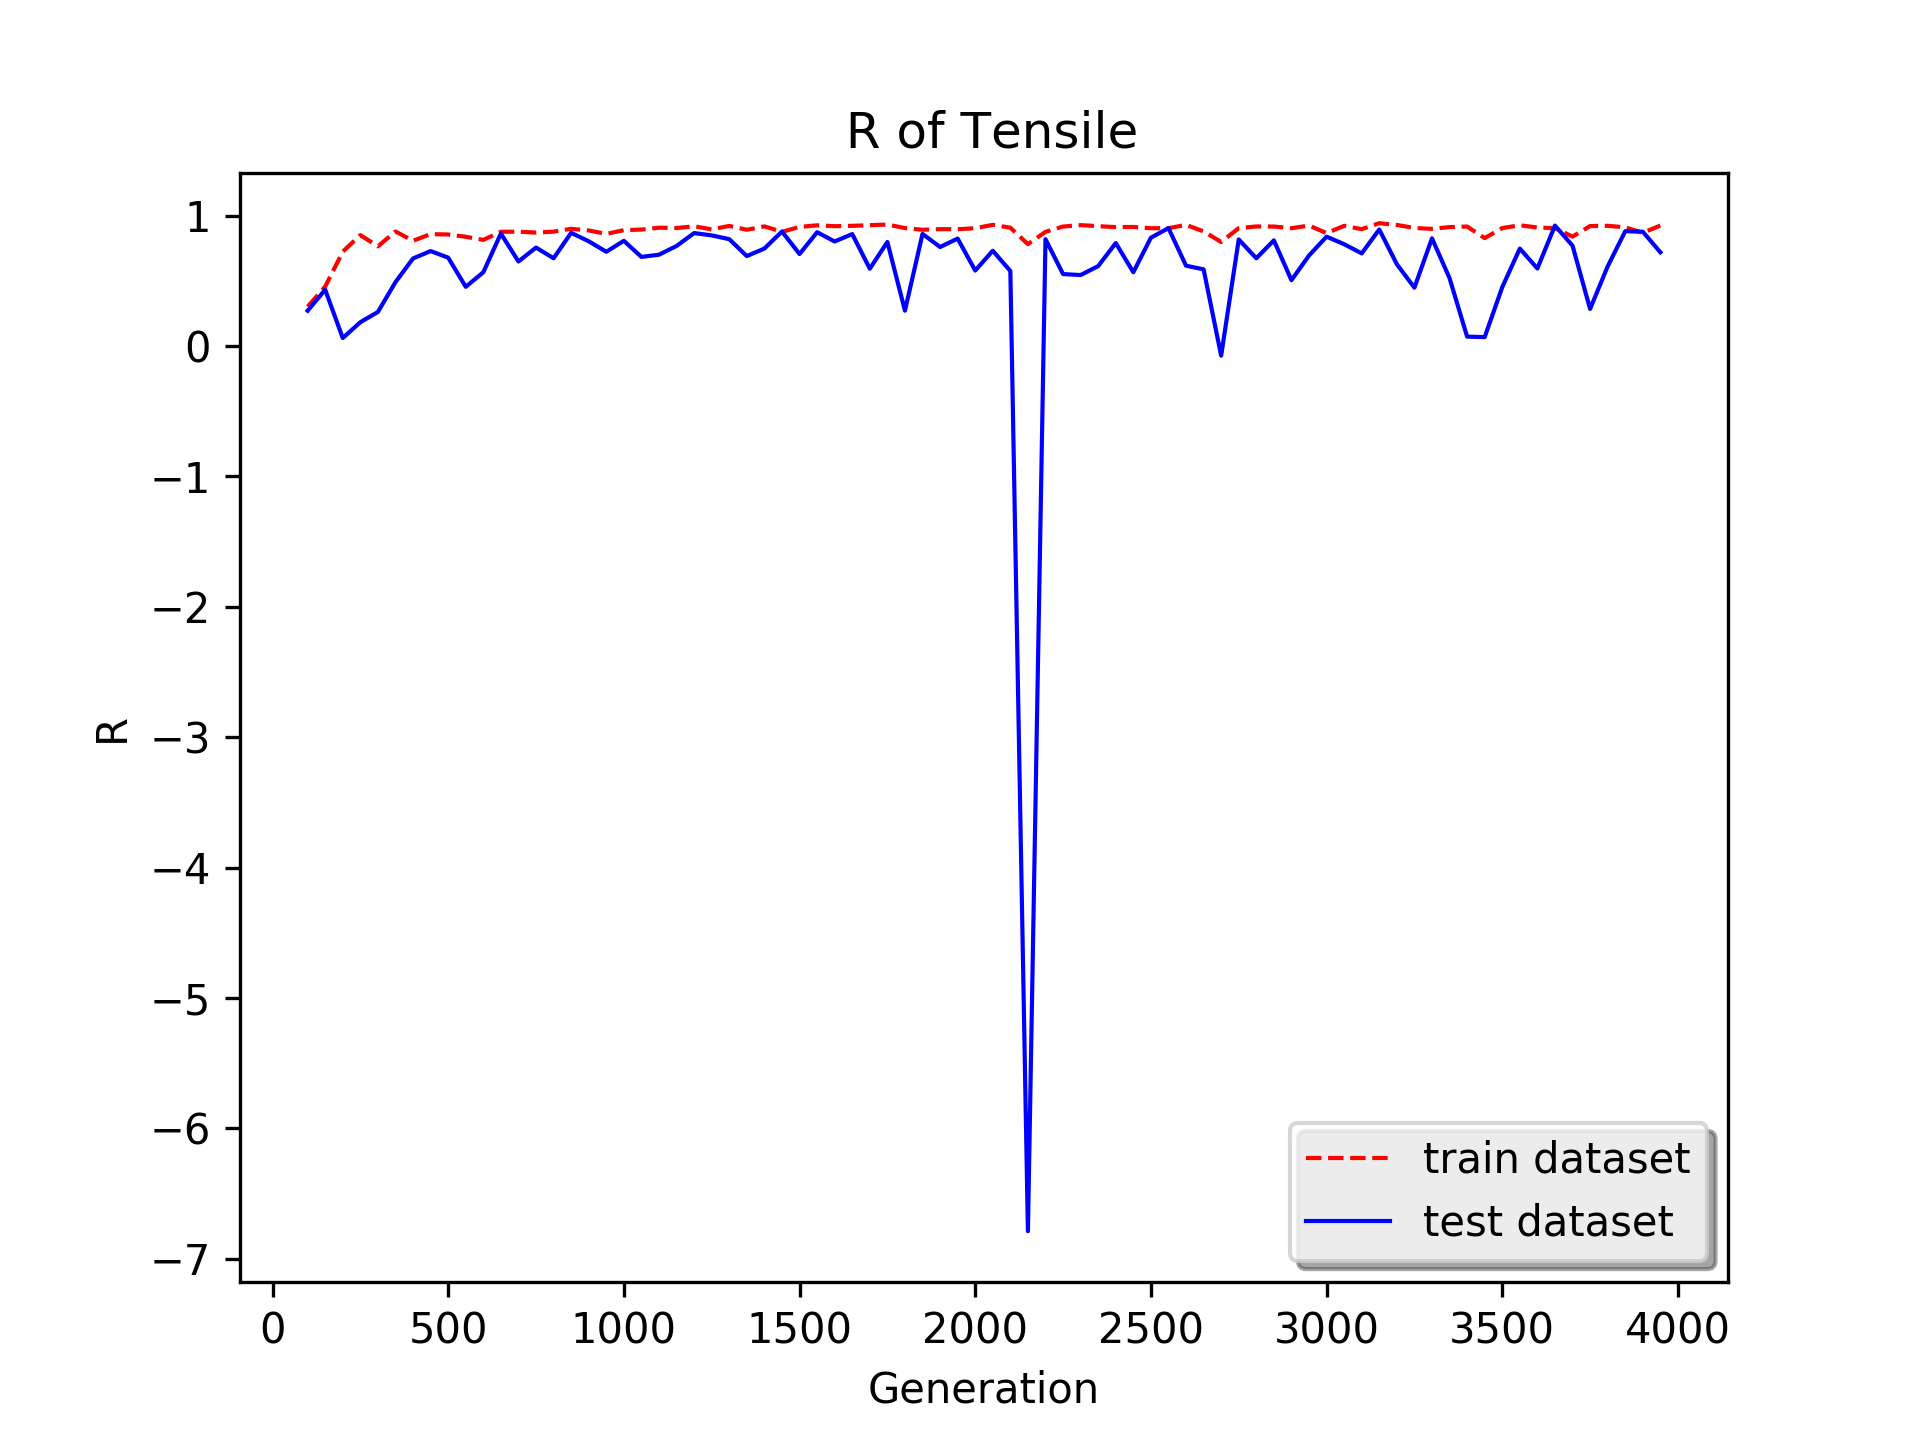 R of Tensile
1
0
−1
−2
−3
−4
−5
−6
−7
R
train dataset
test dataset
0 500 1000 1500 2000 2500 3000 3500 4000
Generation